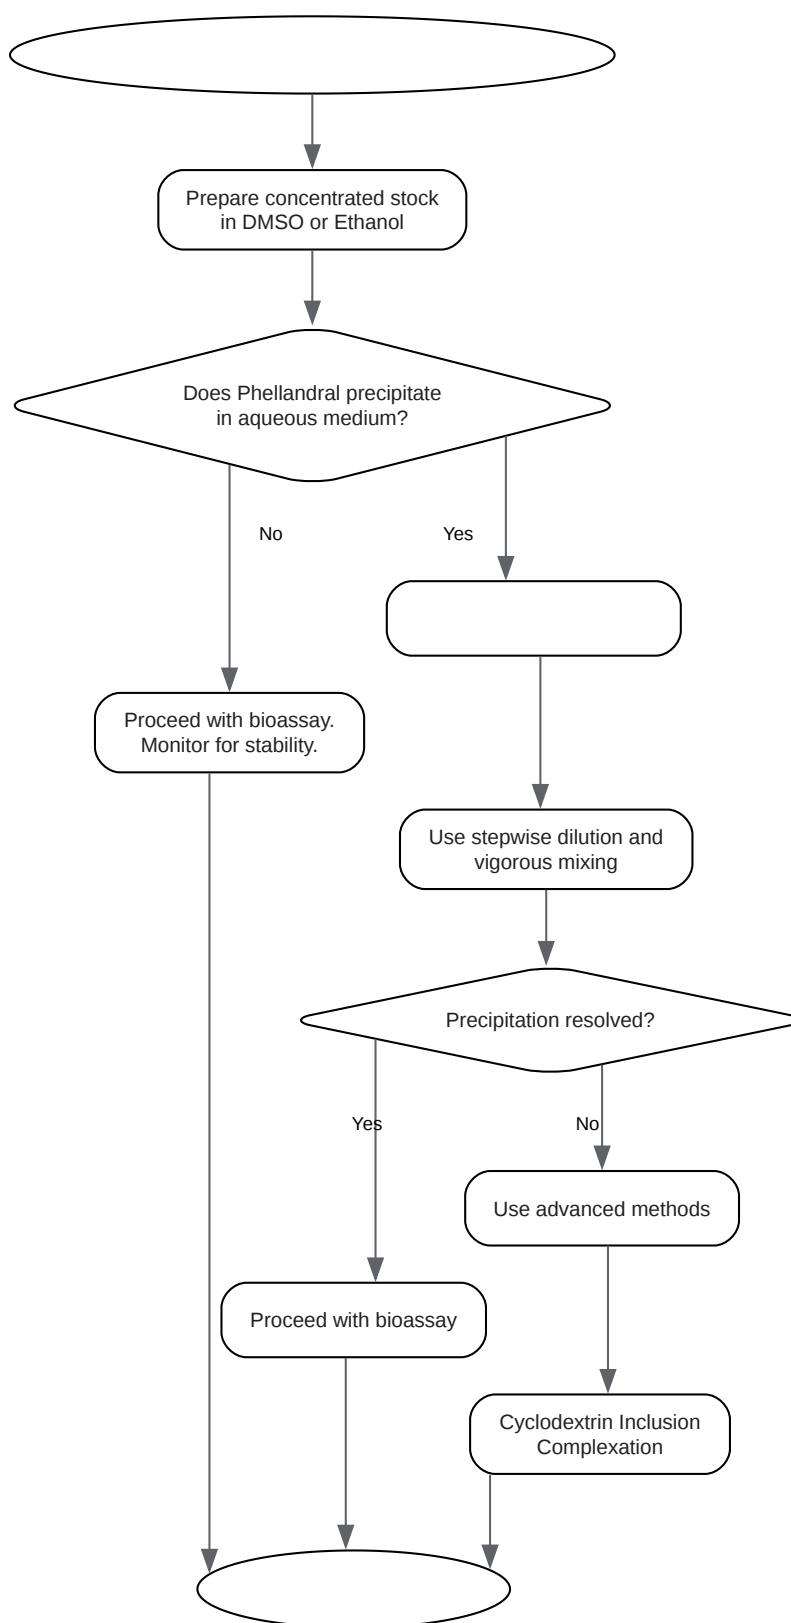 Prepare concentrated stock
in DMSO or Ethanol
Does Phellandral precipitate
in aqueous medium?
No
Yes
Proceed with bioassay.
Monitor for stability.
Use stepwise dilution and
vigorous mixing
Precipitation resolved?
Yes
No
Use advanced methods
Proceed with bioassay
Cyclodextrin Inclusion
Complexation